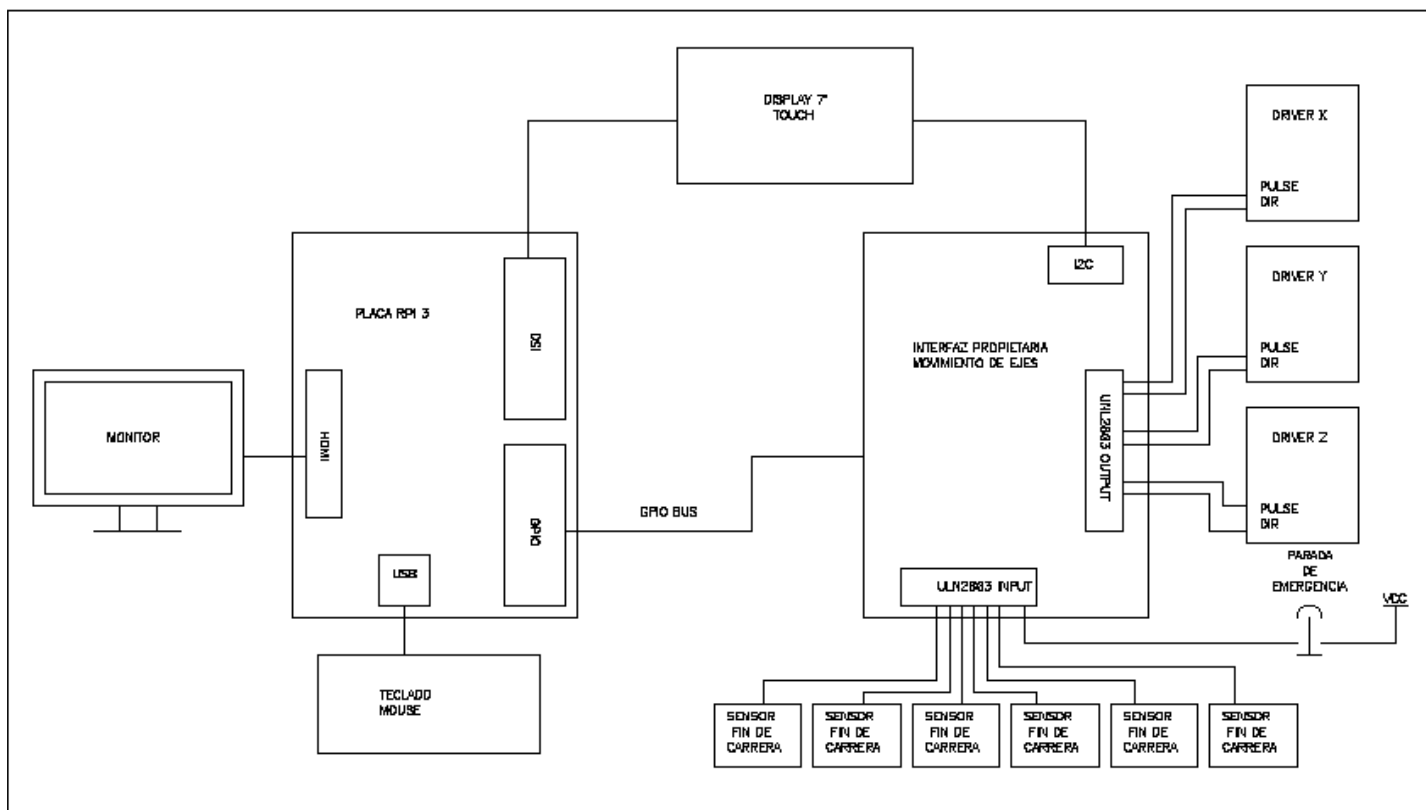 DISPLAY 7"
TOUCH
DRIVER X
PULSE
DIR
PLACA RPI 3
DSI
I2C
INTERFAZ PROPIETARIA
MOVIMIENTO DE EJES
DRIVER Y
PULSE
DIR
MONITOR
HDMI
GPIO
GPIO BUS
UNL2803 OUTPUT
DRIVER Z
PULSE
DIR
PARADA
DE
EMERGENCIA
VCC
USB
ULN2803 INPUT
TECLADO
MOUSE
SENSOR
FIN DE
CARRERA
SENSOR
FIN DE
CARRERA
SENSOR
FIN DE
CARRERA
SENSOR
FIN DE
CARRERA
SENSOR
FIN DE
CARRERA
SENSOR
FIN DE
CARRERA